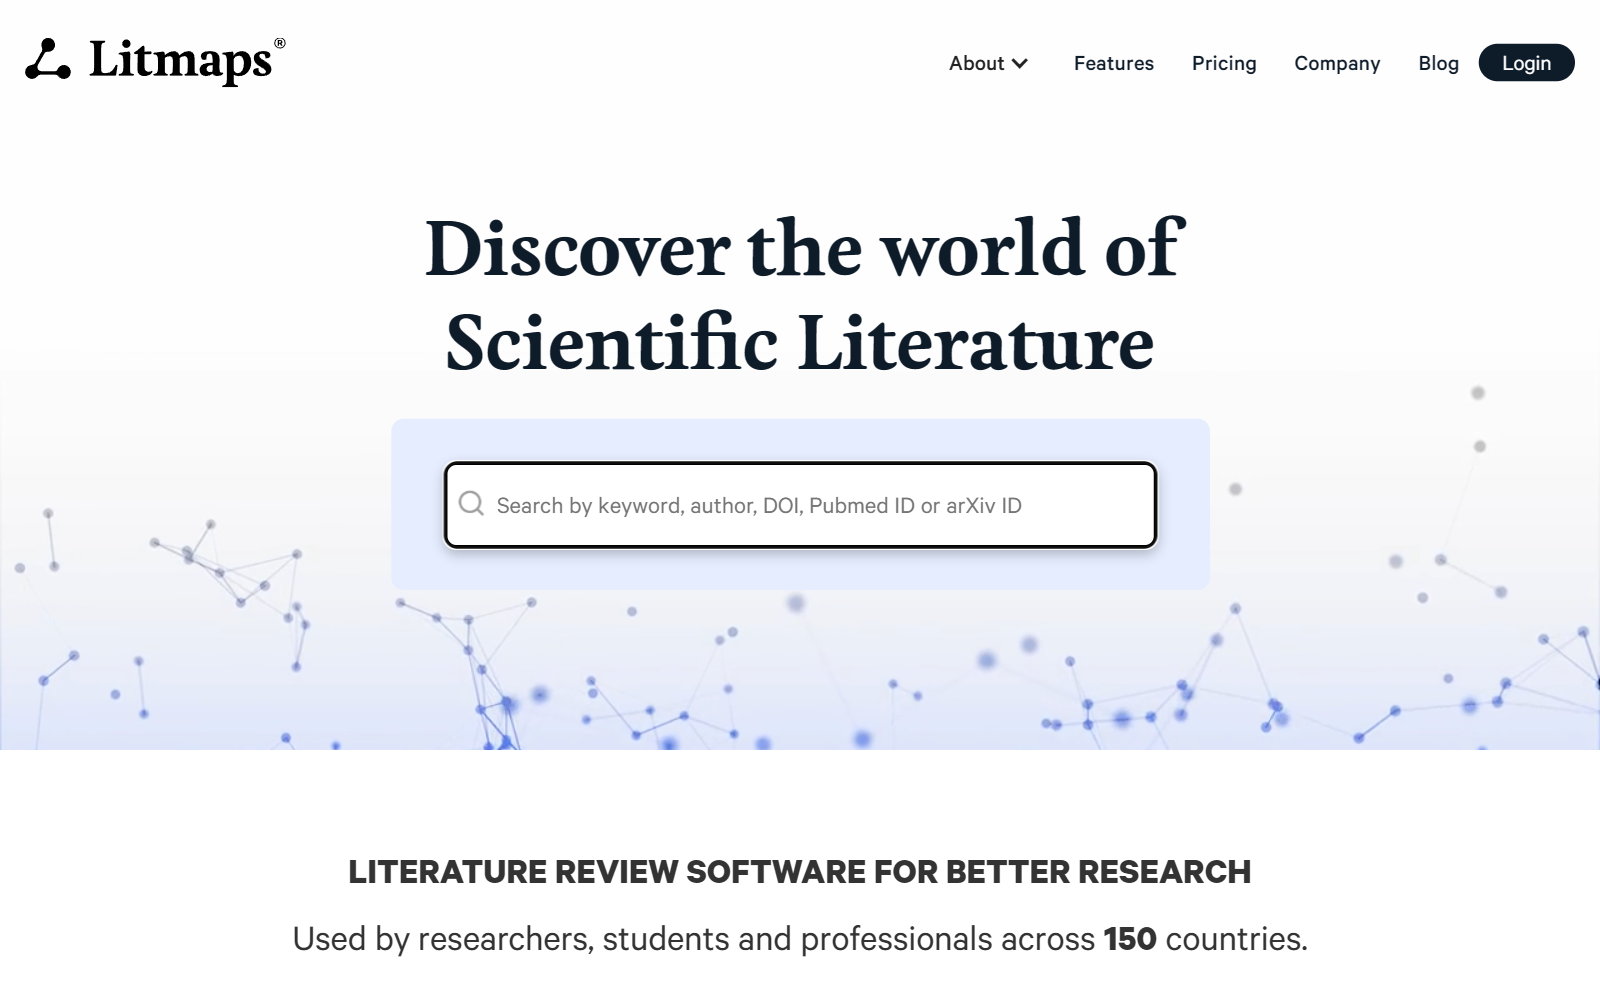 Litmaps®
About
Features
Pricing
Company
Blog
Login
Discover the world of
Scientific Literature
Search by keyword, author, DOI, Pubmed ID or arXiv ID
LITERATURE REVIEW SOFTWARE FOR BETTER RESEARCH
Used by researchers, students and professionals across 150 countries.